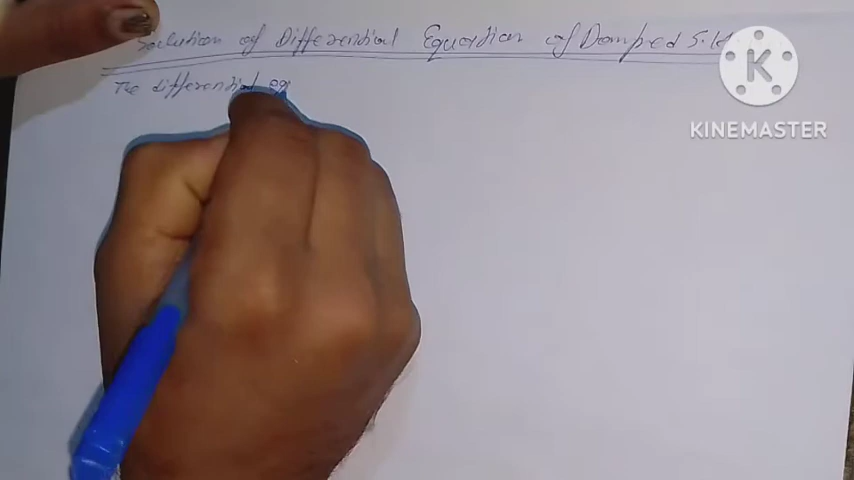 Solution of Differential Equation of Damped S.H
The differential eq
KINEMASTER